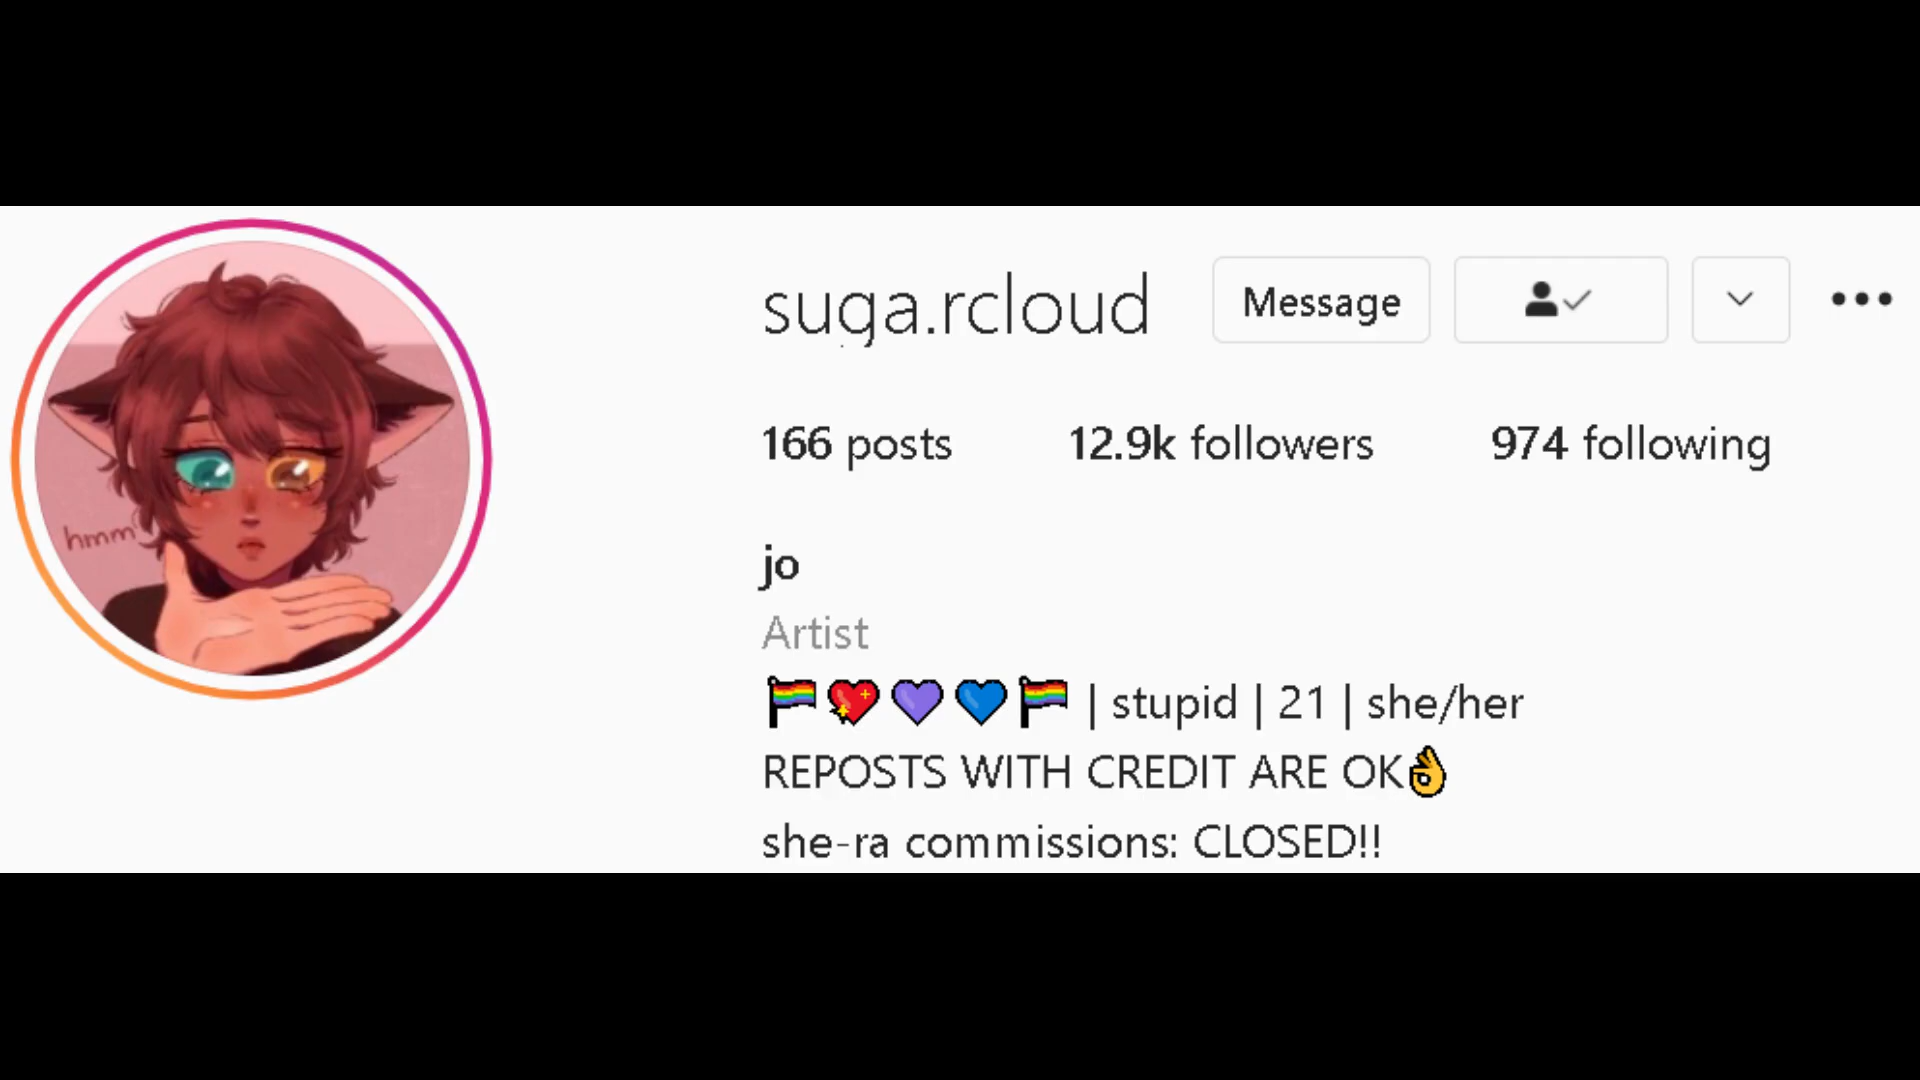 suga.rcloud Message
166 posts 12.9k followers 974 following
hmm
jo
Artist
🏳️‍🌈💖💜💙🏳️‍🌈 | stupid | 21 | she/her
REPOSTS WITH CREDIT ARE OK👌
she-ra commissions: CLOSED!!